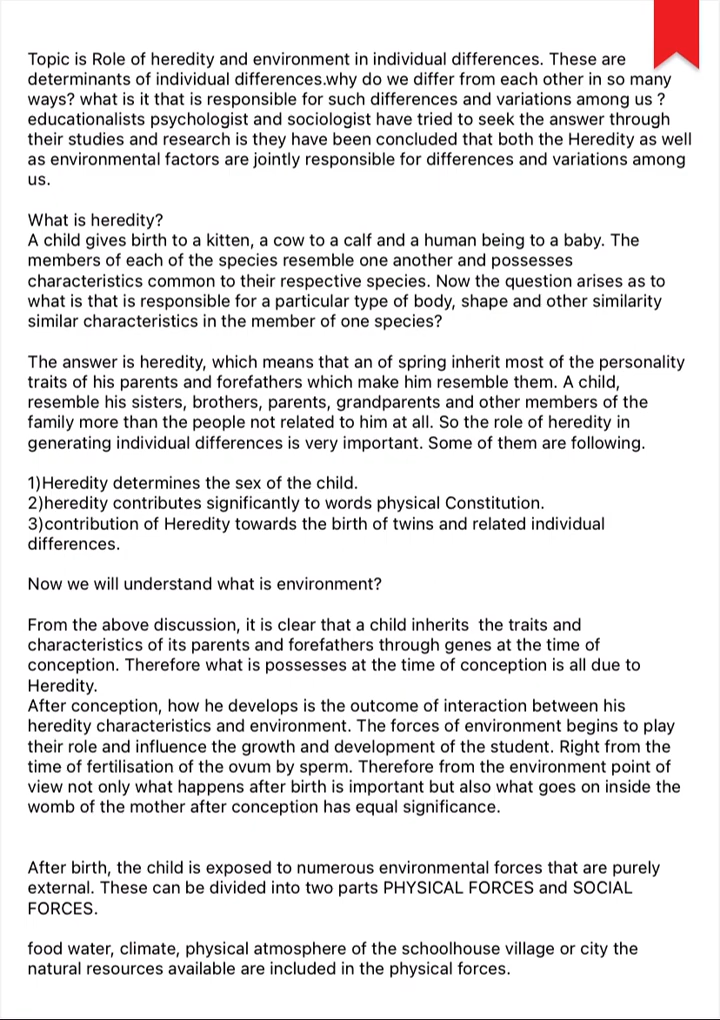 Topic is Role of heredity and environment in individual differences. These are
determinants of individual differences.why do we differ from each other in so many
ways? what is it that is responsible for such differences and variations among us ?
educationalists psychologist and sociologist have tried to seek the answer through
their studies and research is they have been concluded that both the Heredity as well
as environmental factors are jointly responsible for differences and variations among
us.

What is heredity?
A child gives birth to a kitten, a cow to a calf and a human being to a baby. The
members of each of the species resemble one another and possesses
characteristics common to their respective species. Now the question arises as to
what is that is responsible for a particular type of body, shape and other similarity
similar characteristics in the member of one species?

The answer is heredity, which means that an of spring inherit most of the personality
traits of his parents and forefathers which make him resemble them. A child,
resemble his sisters, brothers, parents, grandparents and other members of the
family more than the people not related to him at all. So the role of heredity in
generating individual differences is very important. Some of them are following.

1)Heredity determines the sex of the child.
2)heredity contributes significantly to words physical Constitution.
3)contribution of Heredity towards the birth of twins and related individual
differences.

Now we will understand what is environment?

From the above discussion, it is clear that a child inherits  the traits and
characteristics of its parents and forefathers through genes at the time of
conception. Therefore what is possesses at the time of conception is all due to
Heredity.
After conception, how he develops is the outcome of interaction between his
heredity characteristics and environment. The forces of environment begins to play
their role and influence the growth and development of the student. Right from the
time of fertilisation of the ovum by sperm. Therefore from the environment point of
view not only what happens after birth is important but also what goes on inside the
womb of the mother after conception has equal significance.

After birth, the child is exposed to numerous environmental forces that are purely
external. These can be divided into two parts PHYSICAL FORCES and SOCIAL
FORCES.

food water, climate, physical atmosphere of the schoolhouse village or city the
natural resources available are included in the physical forces.